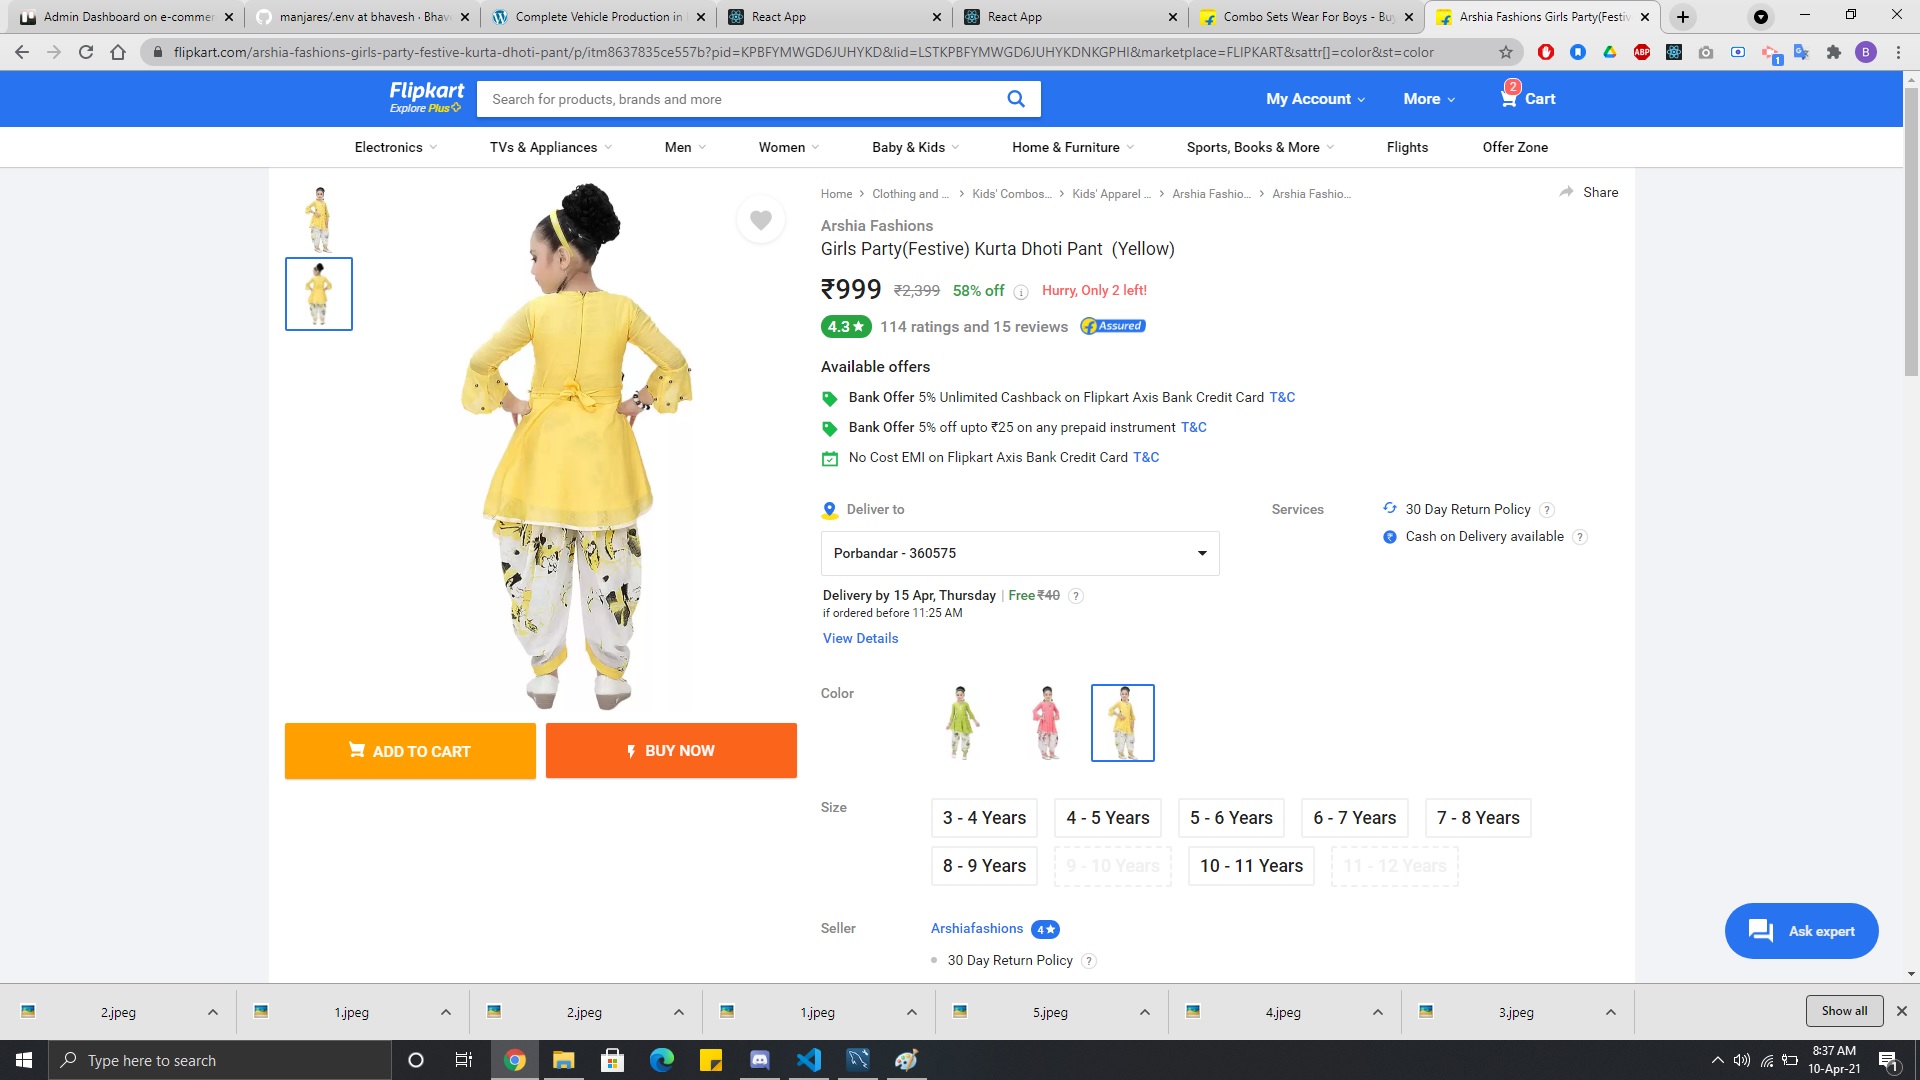 Admin Dashboard on e-commer
manjares/.env at bhavesh · Bhav
Complete Vehicle Production in
React App
React App
Combo Sets Wear For Boys - Buy
Arshia Fashions Girls Party(Festiv
flipkart.com/arshia-fashions-girls-party-festive-kurta-dhoti-pant/p/itm8637835ce557b?pid=KPBFYMWGD6JUHYKD&lid=LSTKPBFYMWGD6JUHYKDNKGPHI&marketplace=FLIPKART&sattr[]=color&st=color
ABP
1
B
Flipkart
Explore Plus
Search for products, brands and more
My Account
More
2
Cart
Electronics
TVs & Appliances
Men
Women
Baby & Kids
Home & Furniture
Sports, Books & More
Flights
Offer Zone
Home > Clothing and ... > Kids' Combos... > Kids' Apparel ... > Arshia Fashio... > Arshia Fashio...
Share
Arshia Fashions
Girls Party(Festive) Kurta Dhoti Pant (Yellow)
₹999 ₹2,399 58% off i Hurry, Only 2 left!
4.3★ 114 ratings and 15 reviews Assured
Available offers
Bank Offer 5% Unlimited Cashback on Flipkart Axis Bank Credit Card T&C
Bank Offer 5% off upto ₹25 on any prepaid instrument T&C
No Cost EMI on Flipkart Axis Bank Credit Card T&C
Deliver to
Porbandar - 360575
Delivery by 15 Apr, Thursday | Free ₹40 ?
if ordered before 11:25 AM
View Details
Services
30 Day Return Policy ?
Cash on Delivery available ?
ADD TO CART
BUY NOW
Color
Size
3 - 4 Years
4 - 5 Years
5 - 6 Years
6 - 7 Years
7 - 8 Years
8 - 9 Years
9 - 10 Years
10 - 11 Years
11 - 12 Years
Seller
Arshiafashions 4★
30 Day Return Policy ?
Ask expert
2.jpeg
1.jpeg
2.jpeg
1.jpeg
5.jpeg
4.jpeg
3.jpeg
Show all
Type here to search
8:37 AM
10-Apr-21
1